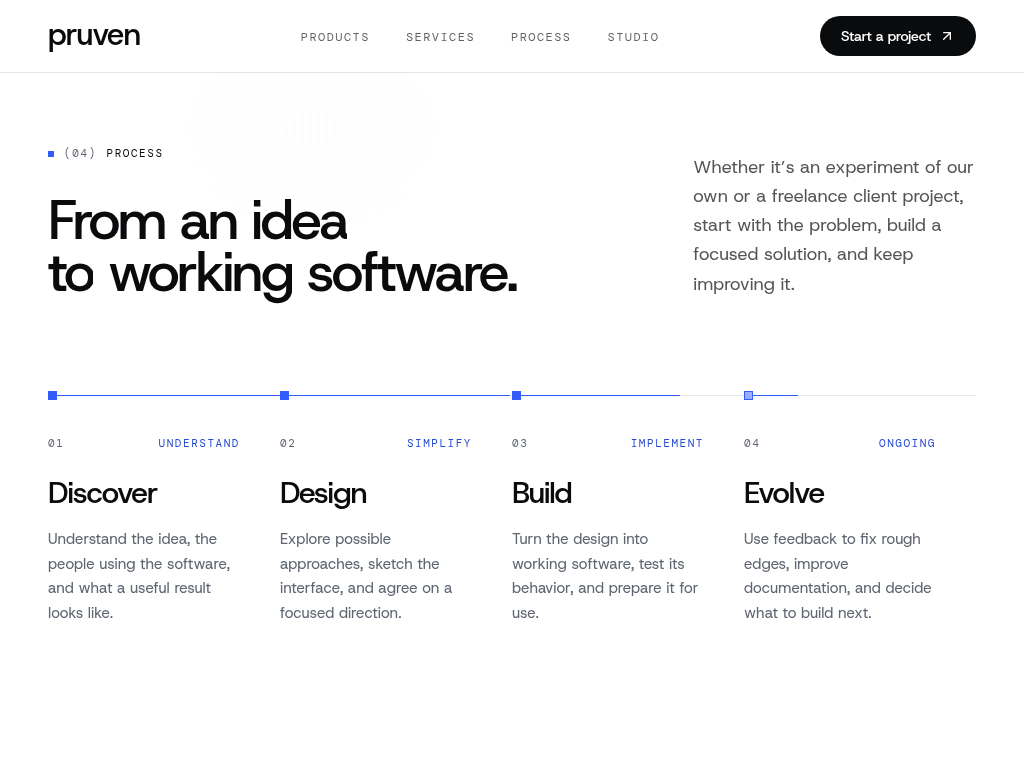 pruven
PRODUCTS SERVICES PROCESS STUDIO
Start a project
(04) PROCESS
From an idea
to working software.
Whether it's an experiment of our
own or a freelance client project,
start with the problem, build a
focused solution, and keep
improving it.
01 UNDERSTAND
Discover
Understand the idea, the
people using the software,
and what a useful result
looks like.
02 SIMPLIFY
Design
Explore possible
approaches, sketch the
interface, and agree on a
focused direction.
03 IMPLEMENT
Build
Turn the design into
working software, test its
behavior, and prepare it for
use.
04 ONGOING
Evolve
Use feedback to fix rough
edges, improve
documentation, and decide
what to build next.